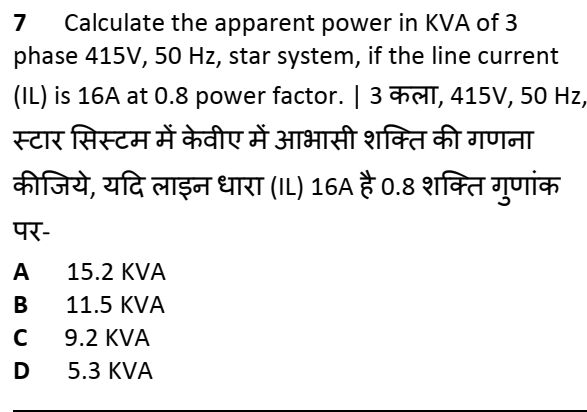 7 Calculate the apparent power in KVA of 3
phase 415V, 50 Hz, star system, if the line current
(IL) is 16A at 0.8 power factor. | 3 कला, 415V, 50 Hz,
स्टार सिस्टम में केवीए में आभासी शक्ति की गणना
कीजिये, यदि लाइन धारा (IL) 16A है 0.8 शक्ति गुणांक
पर-
A 15.2 KVA
B 11.5 KVA
C 9.2 KVA
D 5.3 KVA